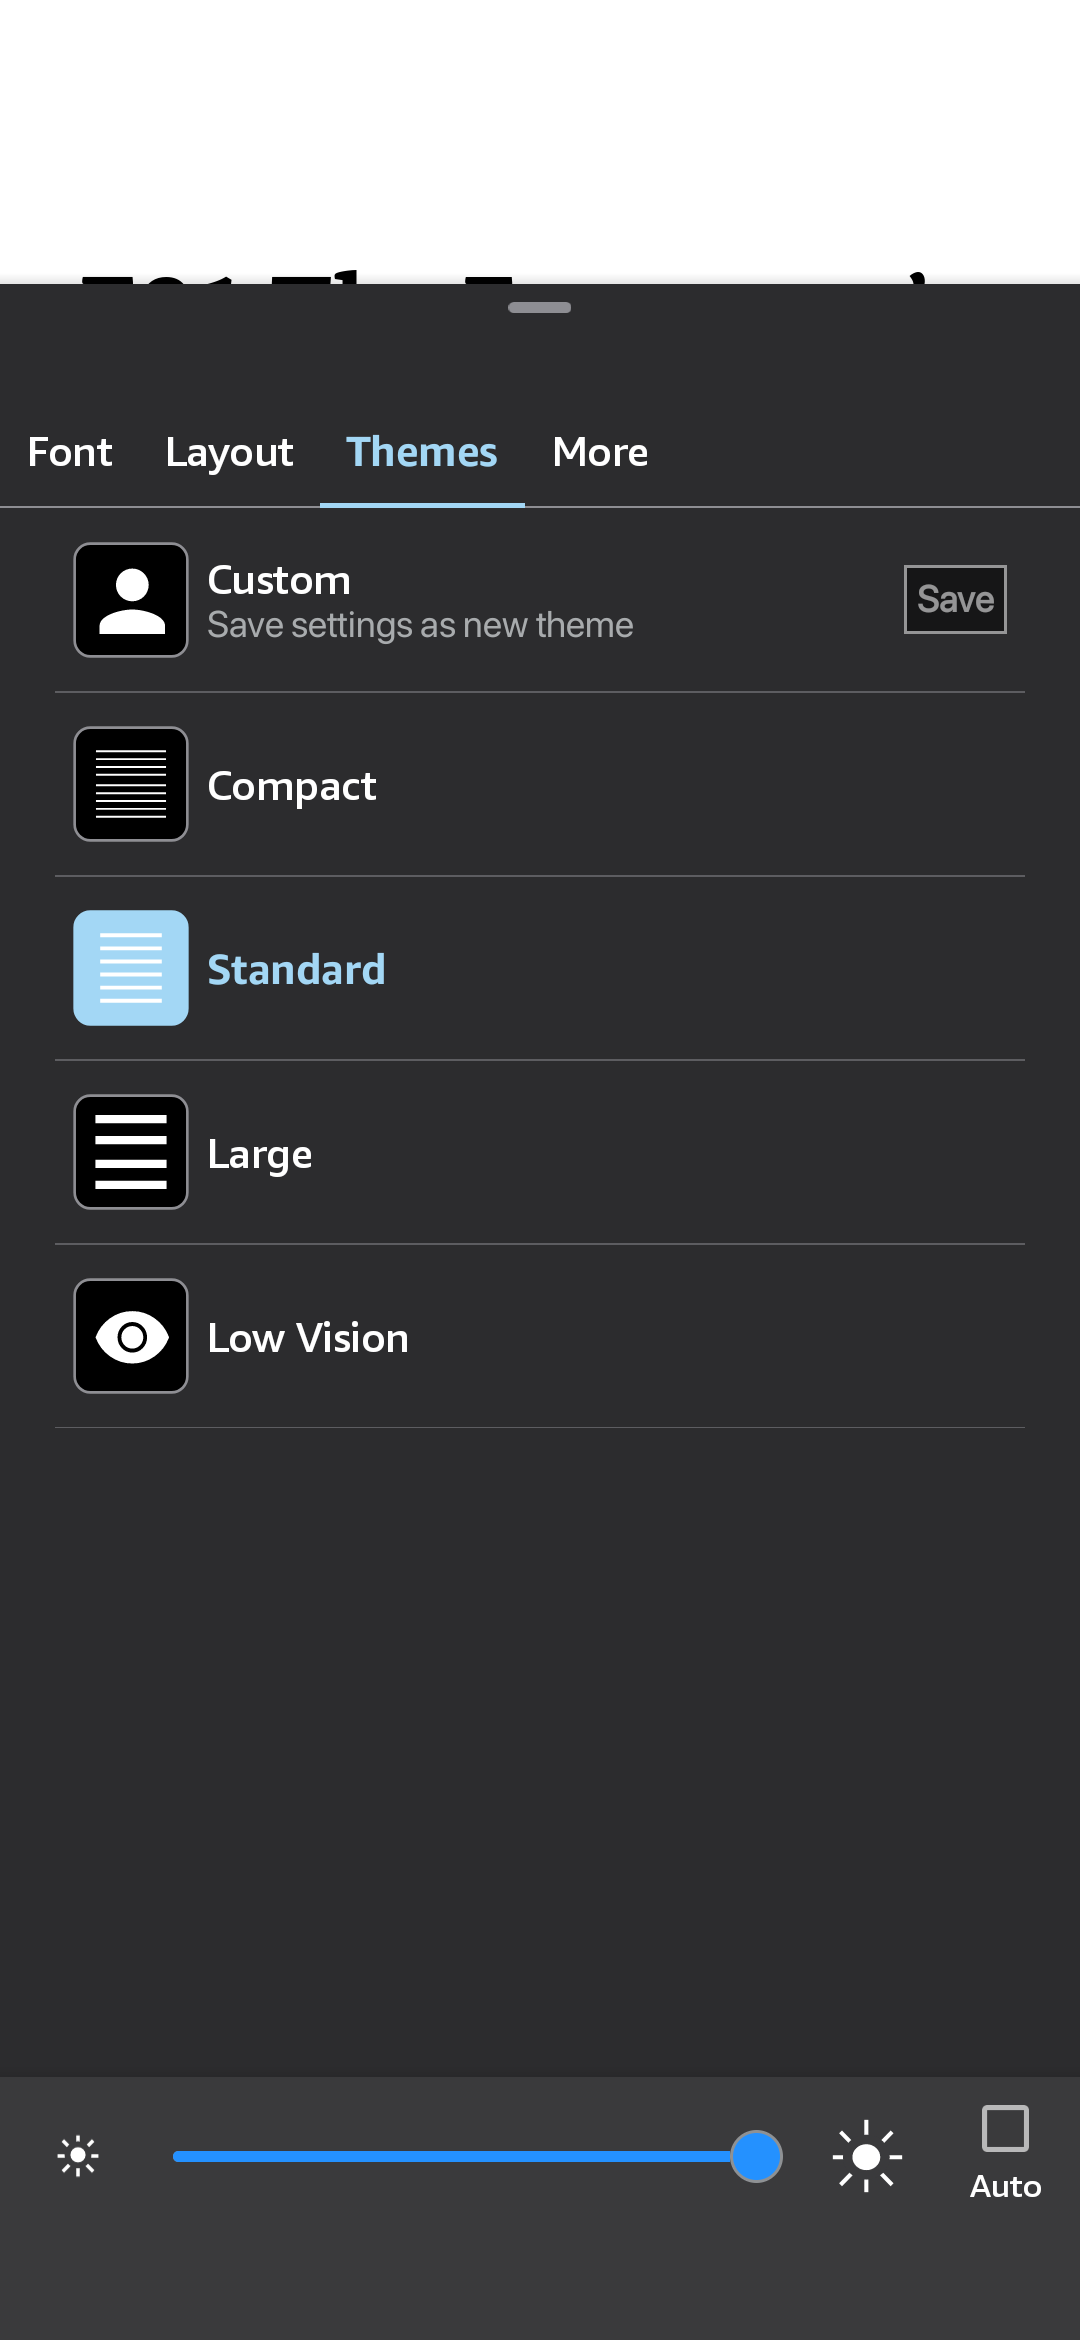 Font Layout Themes More
Custom
Save settings as new theme
Save
Compact
Standard
Large
Low Vision
Auto